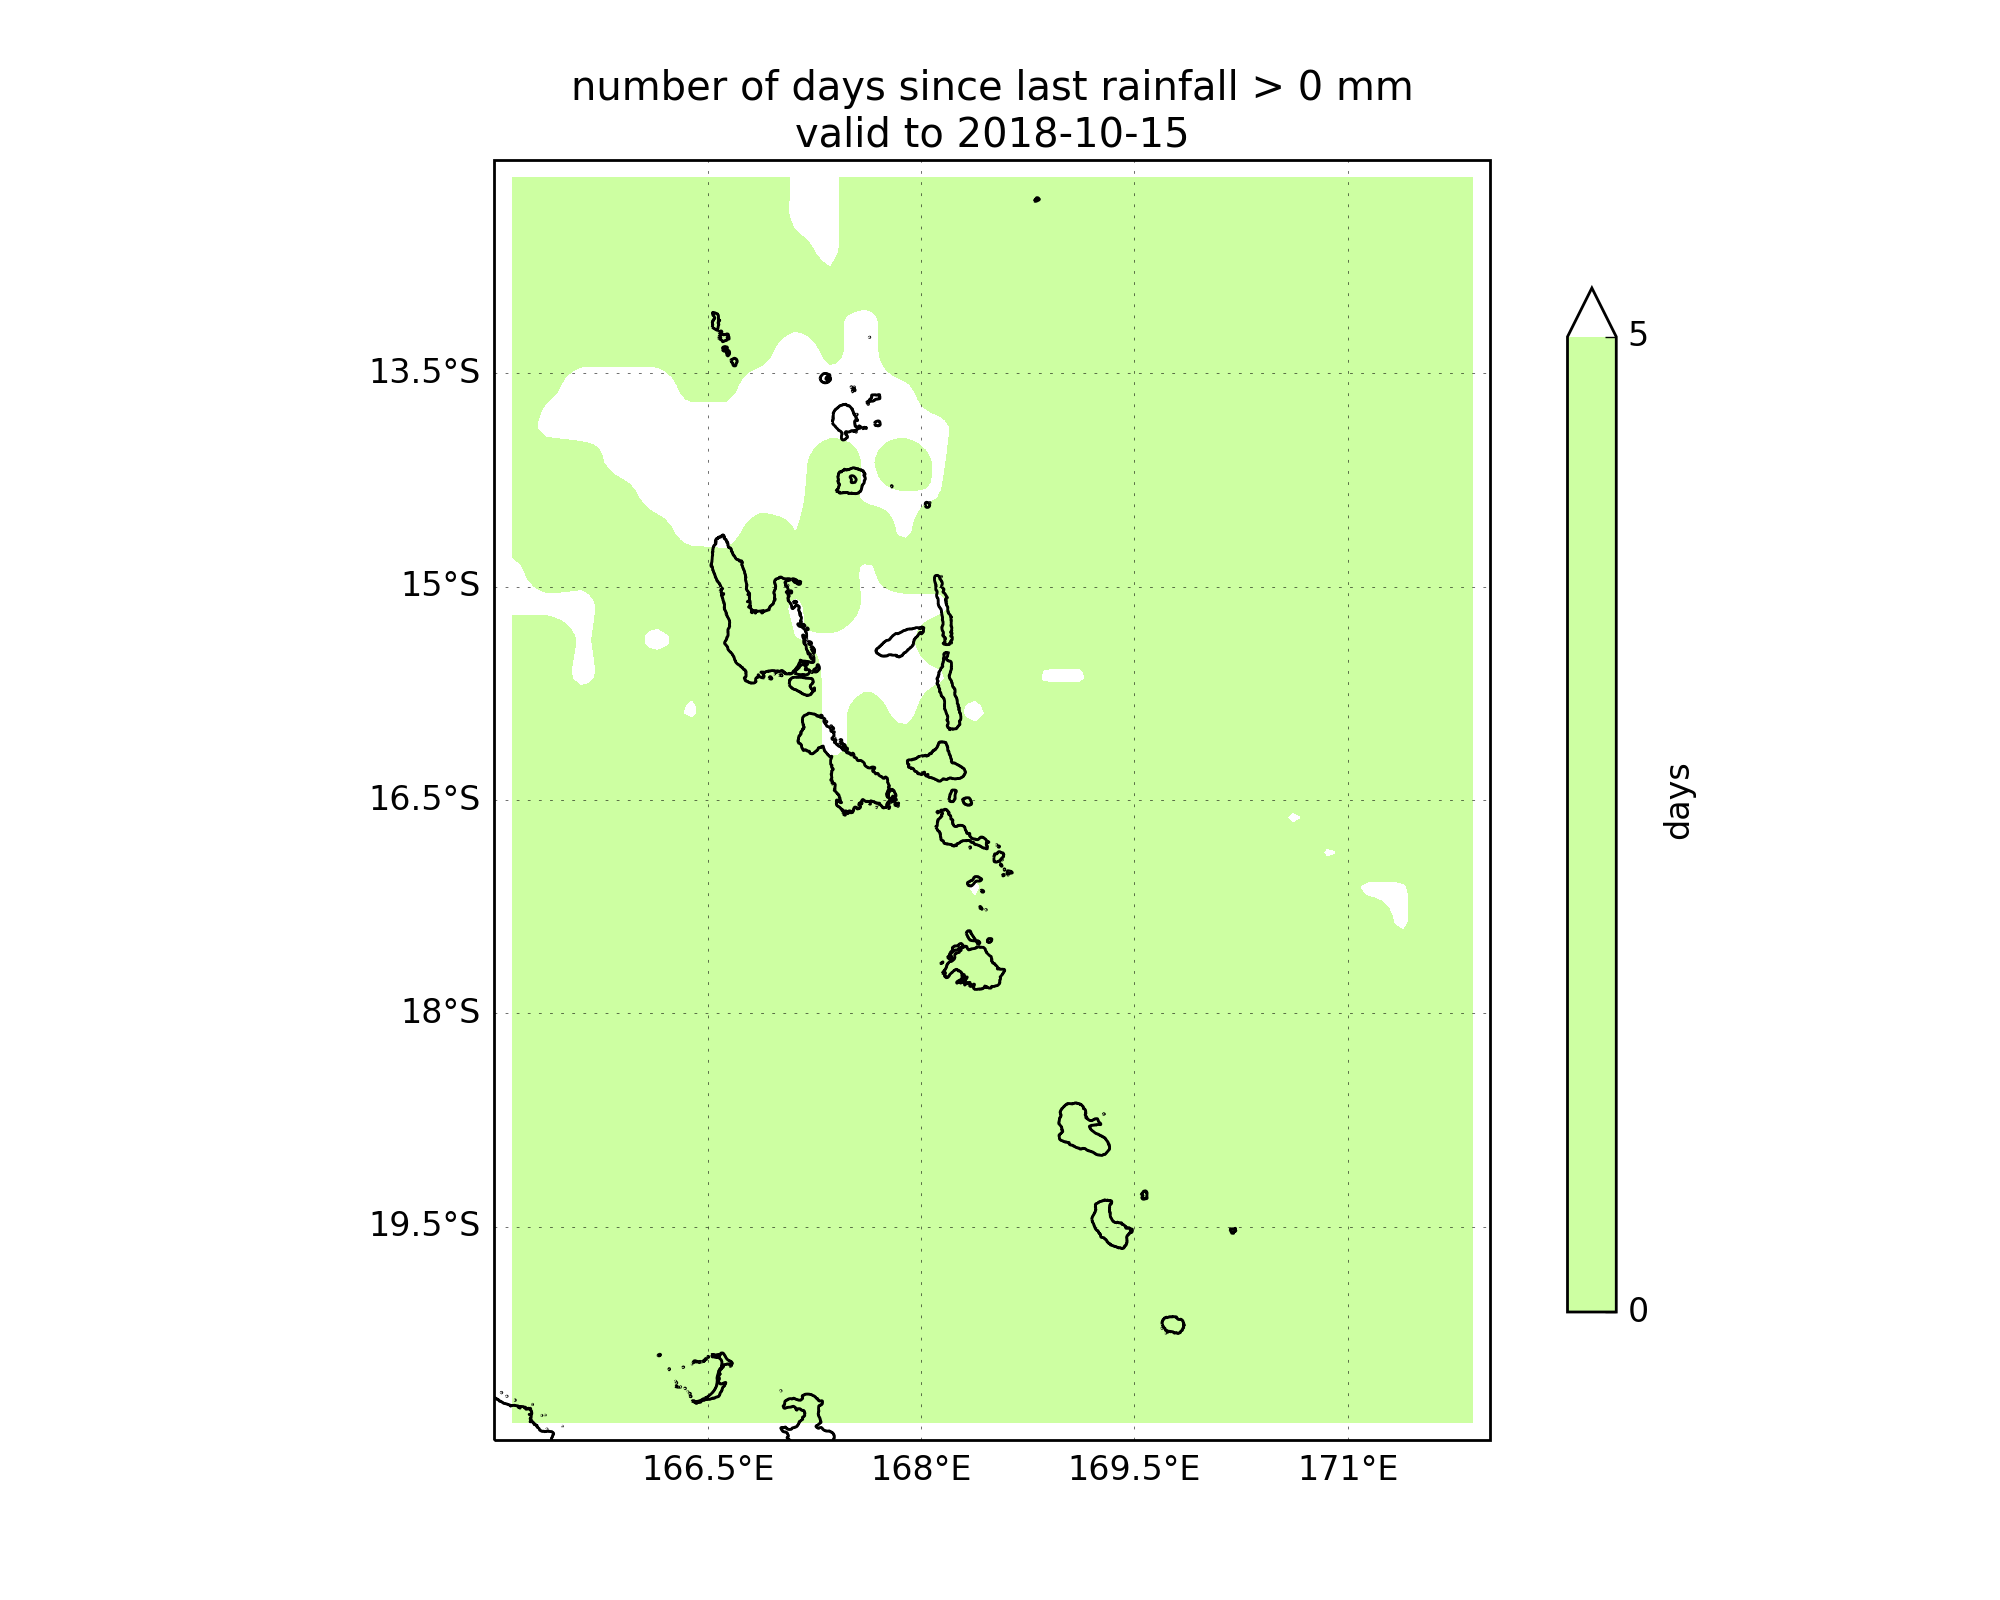 number of days since last rainfall > 0 mm
valid to 2018-10-15
13.5°S
15°S
16.5°S
18°S
19.5°S
166.5°E
168°E
169.5°E
171°E
5
0
days